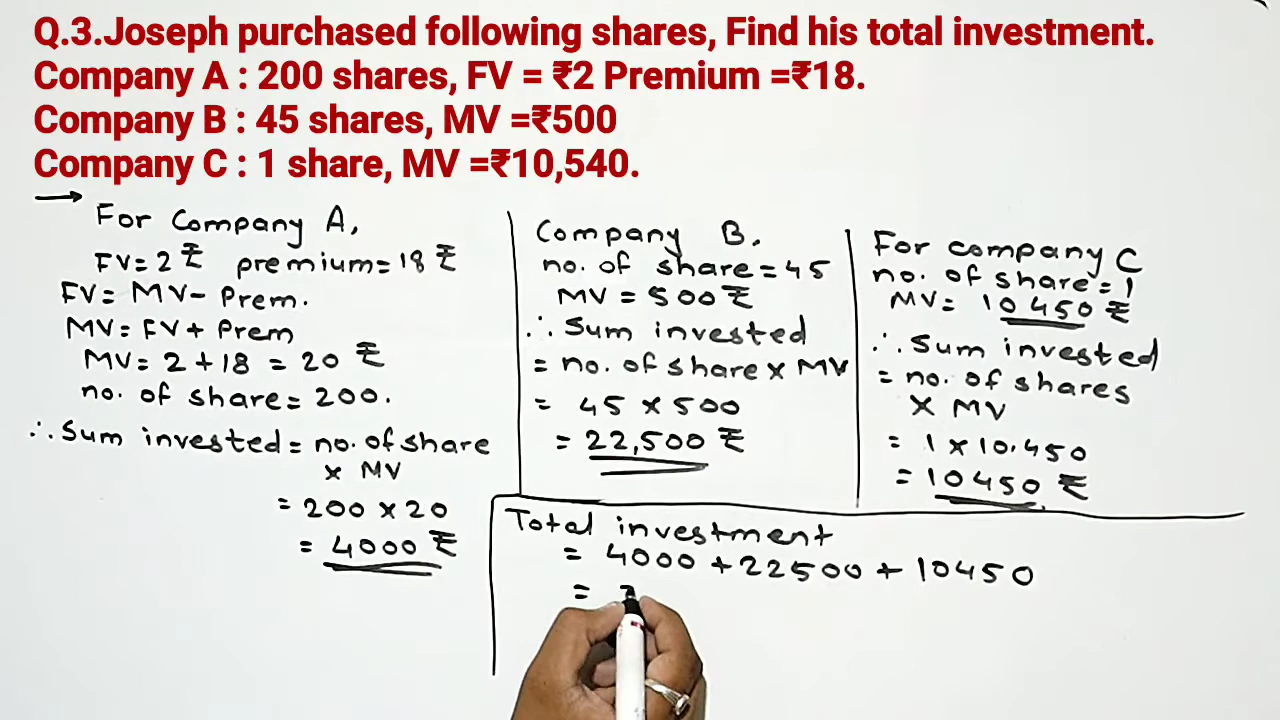 Q.3.Joseph purchased following shares, Find his total investment.
Company A : 200 shares, FV = ₹2 Premium =₹18.
Company B : 45 shares, MV =₹500
Company C : 1 share, MV =₹10,540.
For Company A,
FV=2₹ premium=18₹
FV= MV- Prem.
MV= FV+ Prem
MV= 2+18 = 20 ₹
no. of share= 200.
∴ Sum invested = no. of share
× MV
= 200 × 20
= 4000 ₹
Company B.
no. of share=45
MV = 500 ₹
∴ Sum invested
= no. of share × MV
= 45 × 500
= 22,500 ₹
For company C
no. of share=1
MV= 10450 ₹
∴ Sum invested
= no. of shares
× MV
= 1 × 10,450
= 10450 ₹
Total investment
= 4000 + 22500 + 10450
=